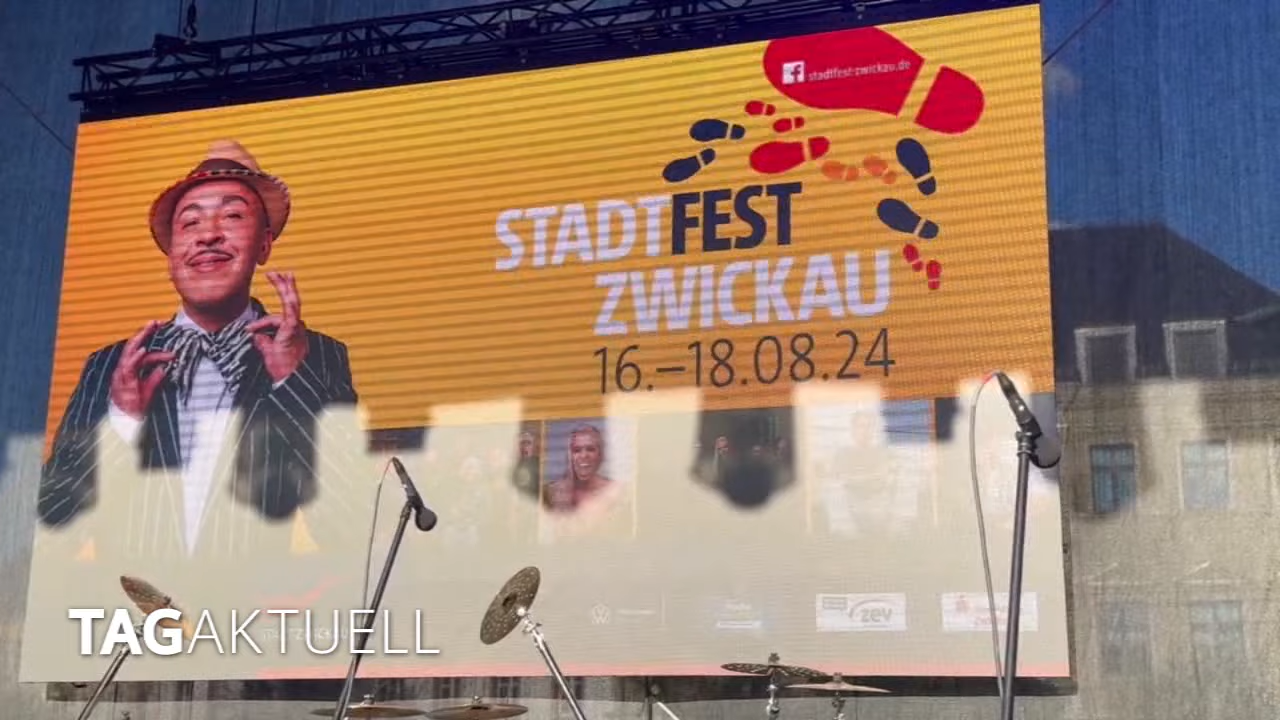 stadtfest-zwickau.de
STADTFEST
ZWICKAU
16.–18.08.24
zev
TAGAKTUELL